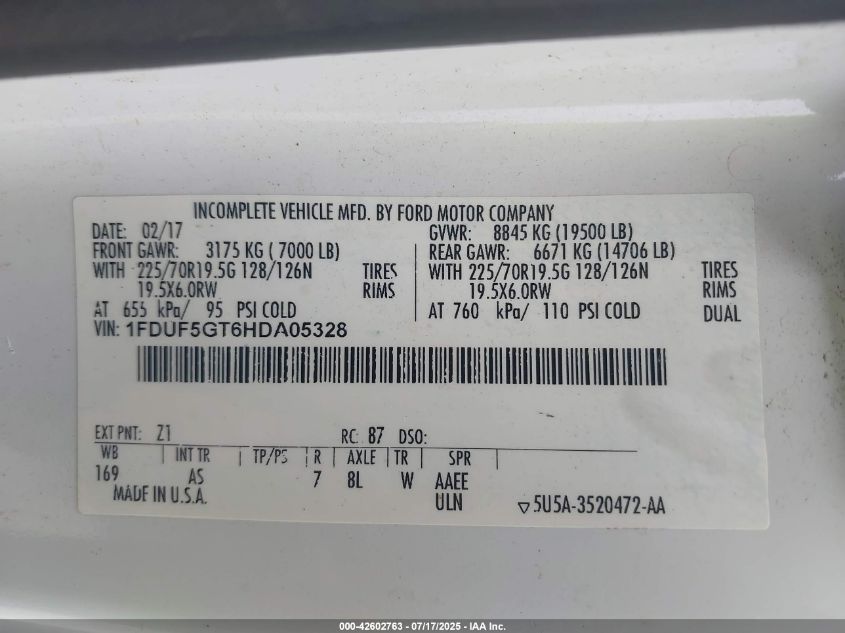 INCOMPLETE VEHICLE MFD. BY FORD MOTOR COMPANY
DATE: 02/17 GVWR: 8845 KG (19500 LB)
FRONT GAWR: 3175 KG ( 7000 LB) REAR GAWR: 6671 KG (14706 LB)
WITH 225/70R19.5G 128/126N TIRES WITH 225/70R19.5G 128/126N TIRES
19.5X6.0RW RIMS 19.5X6.0RW RIMS
AT 655 kPa/ 95 PSI COLD AT 760 kPa/ 110 PSI COLD DUAL
VIN: 1FDUF5GT6HDA05328
EXT PNT: Z1 RC: 87 DSO:
WB INT TR TP/PS R AXLE TR SPR
169 AS 7 8L W AAEE
MADE IN U.S.A. ULN ▽5U5A-3520472-AA
000-42602763 - 07/17/2025 - IAA Inc.